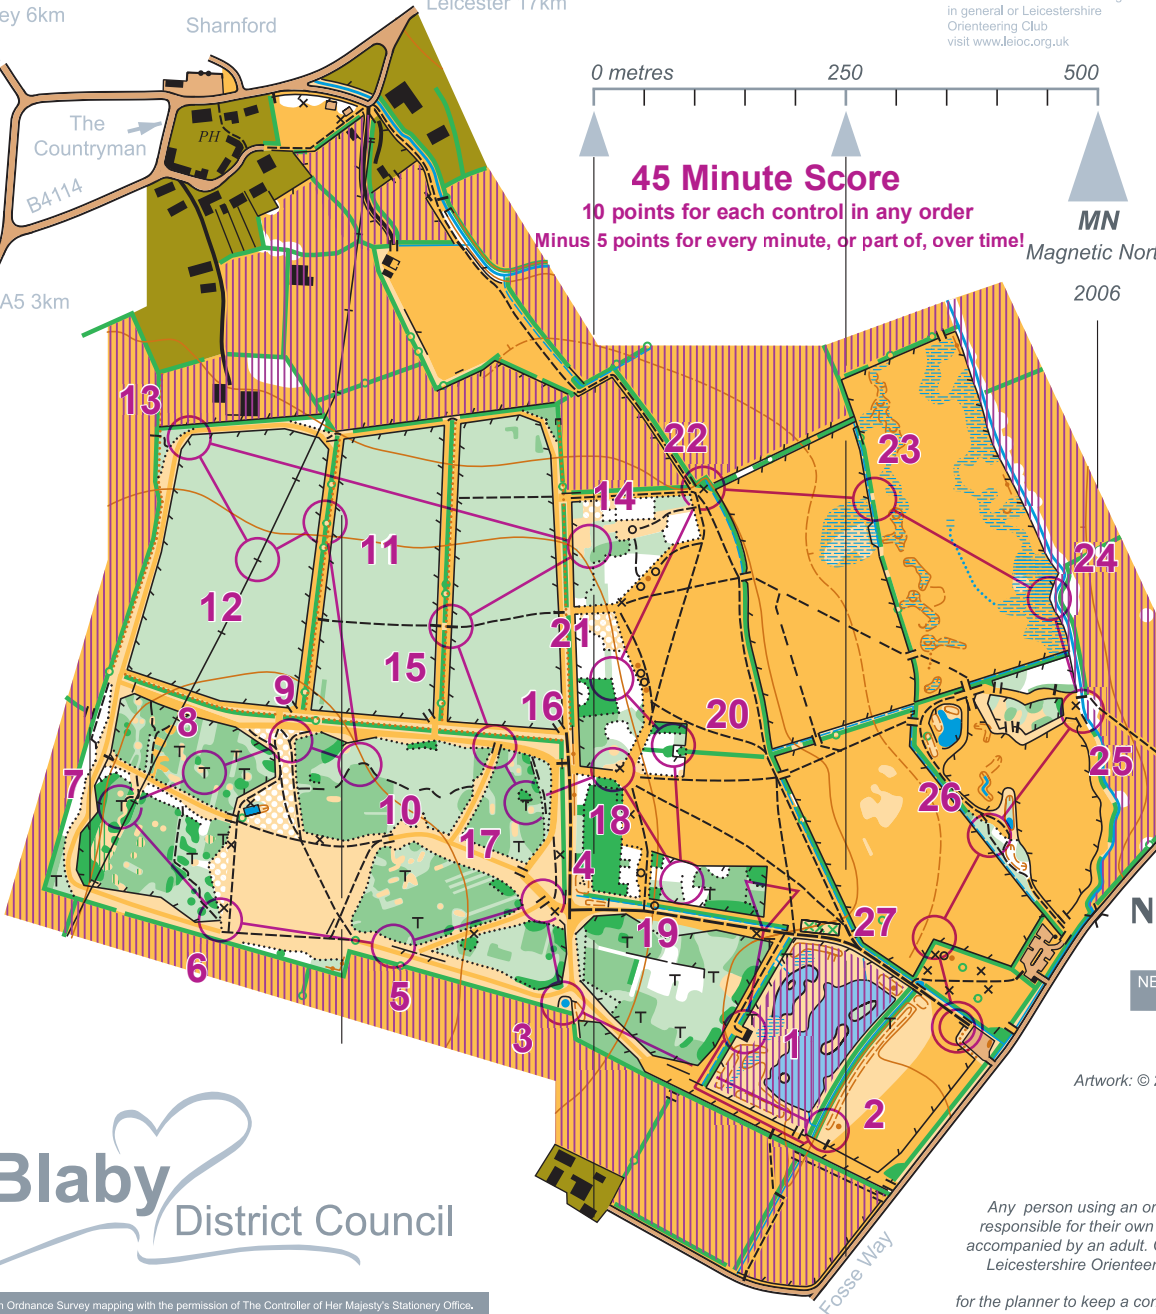 ey 6km
Sharnford
Leicester 17km
in general or Leicestershire
Orienteering Club
visit www.leioc.org.uk
0 metres 250 500
The
Countryman
PH
B4114
A5 3km
45 Minute Score
10 points for each control in any order
Minus 5 points for every minute, or part of, over time!
MN
Magnetic Nort
2006
13
22
23
14
11
24
12
21
15
9
16
8
20
25
7
26
10
18
17
4
19
27
N
6
5
NE
3
1
2
Artwork: © 2
Blaby
District Council
Any person using an or
responsible for their own
accompanied by an adult. C
Leicestershire Orienteer
for the planner to keep a con
Fosse Way
n Ordnance Survey mapping with the permission of The Controller of Her Majesty's Stationery Office.